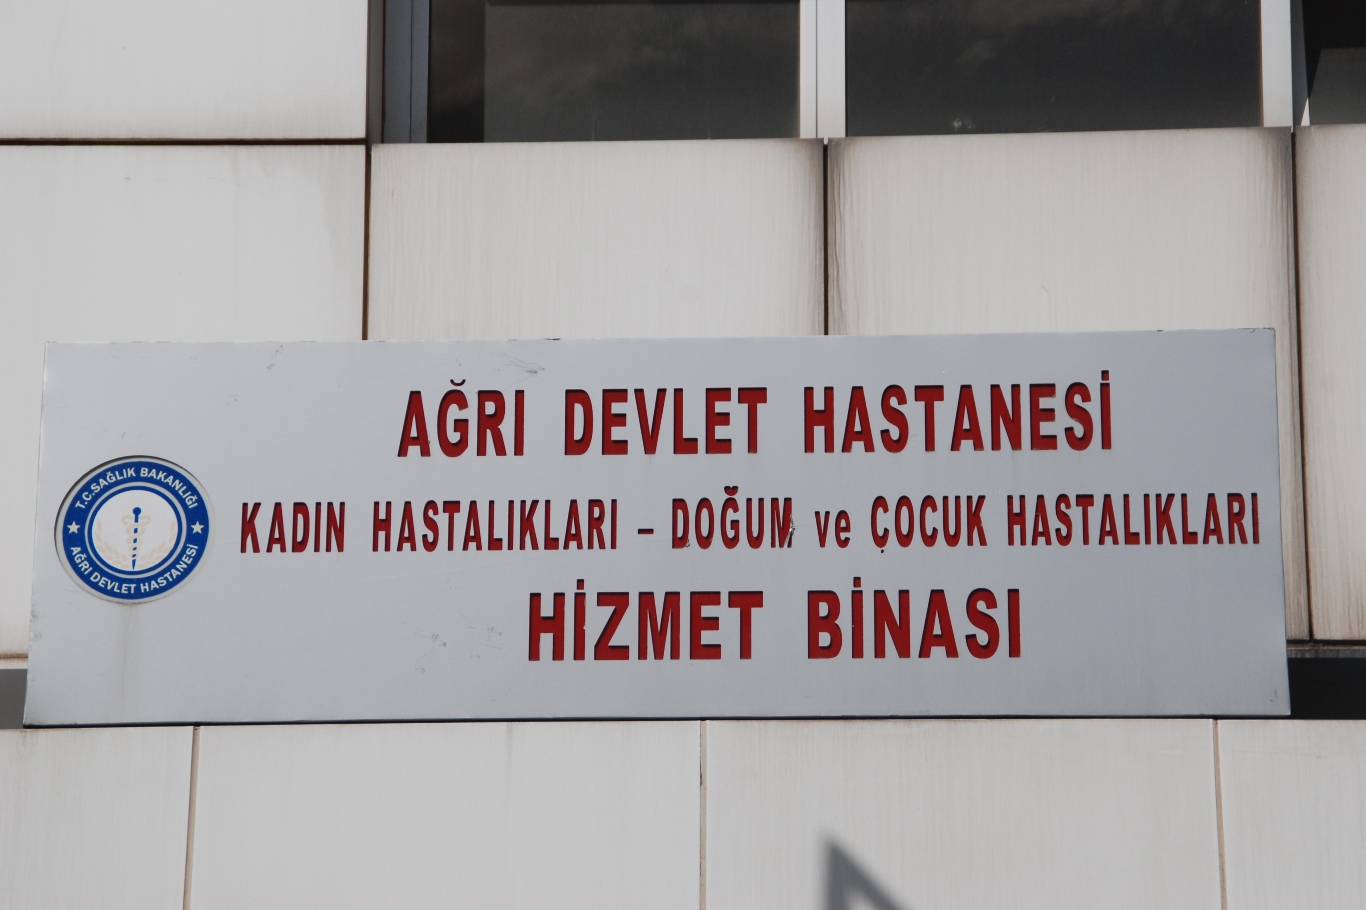 AĞRI DEVLET HASTANESİ
KADIN HASTALIKLARI – DOĞUM ve ÇOCUK HASTALIKLARI
HİZMET BİNASI
T.C. SAĞLIK BAKANLIĞI
AĞRI DEVLET HASTANESİ